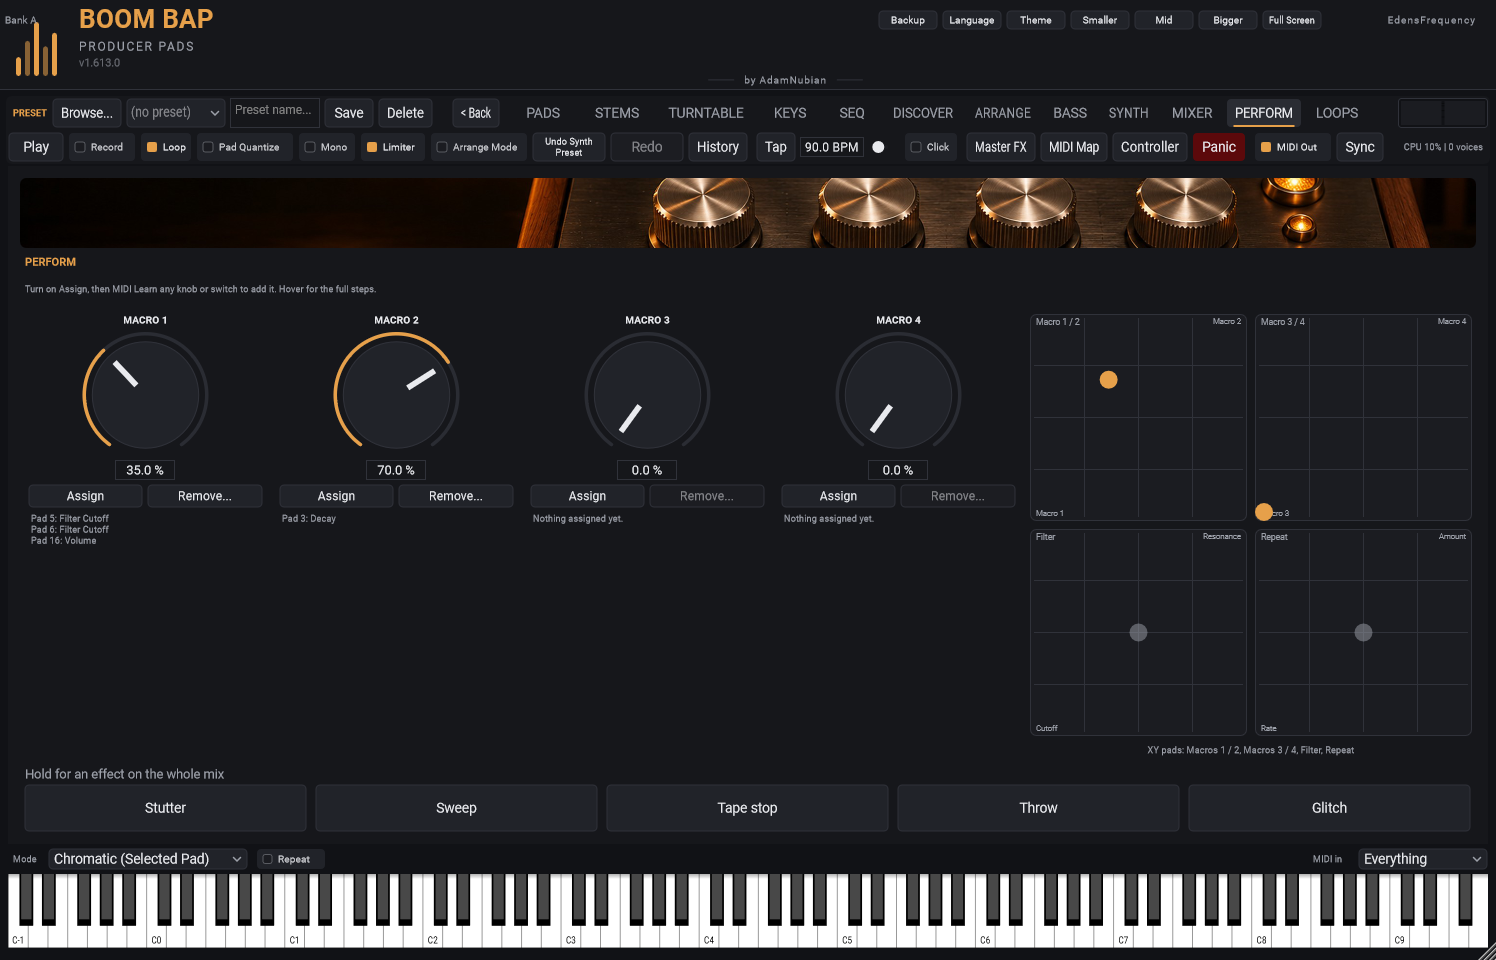 Bank A
BOOM BAP
PRODUCER PADS
v1.613.0
Backup
Language
Theme
Smaller
Mid
Bigger
Full Screen
EdensFrequency
by AdamNubian
PRESET
Browse...
(no preset)
Preset name...
Save
Delete
< Back
PADS
STEMS
TURNTABLE
KEYS
SEQ
DISCOVER
ARRANGE
BASS
SYNTH
MIXER
PERFORM
LOOPS
Play
Record
Loop
Pad Quantize
Mono
Limiter
Arrange Mode
Undo Synth
Preset
Redo
History
Tap
90.0 BPM
Click
Master FX
MIDI Map
Controller
Panic
MIDI Out
Sync
CPU 10% | 0 voices
PERFORM
Turn on Assign, then MIDI Learn any knob or switch to add it. Hover for the full steps.
MACRO 1
MACRO 2
MACRO 3
MACRO 4
35.0 %
70.0 %
0.0 %
0.0 %
Assign
Remove...
Assign
Remove...
Assign
Remove...
Assign
Remove...
Pad 5: Filter Cutoff
Pad 6: Filter Cutoff
Pad 16: Volume
Pad 3: Decay
Nothing assigned yet.
Nothing assigned yet.
Macro 1 / 2
Macro 2
Macro 1
Macro 3 / 4
Macro 4
cro 3
Filter
Resonance
Cutoff
Repeat
Amount
Rate
XY pads: Macros 1 / 2, Macros 3 / 4, Filter, Repeat
Hold for an effect on the whole mix
Stutter
Sweep
Tape stop
Throw
Glitch
Mode
Chromatic (Selected Pad)
Repeat
MIDI in
Everything
C-1
C0
C1
C2
C3
C4
C5
C6
C7
C8
C9